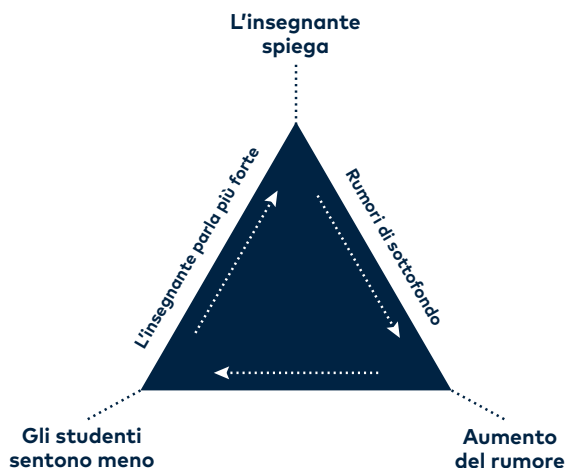 L’insegnante
spiega
L’insegnante parla più forte
Rumori di sottofondo
Gli studenti
sentono meno
Aumento
del rumore